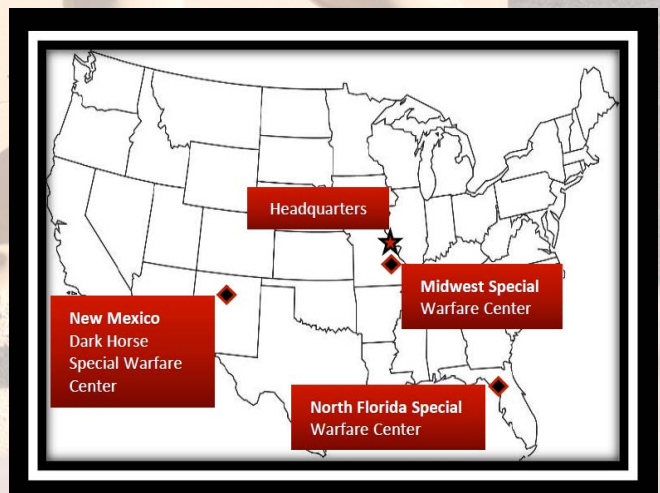 Headquarters
Midwest Special
Warfare Center
New Mexico
Dark Horse
Special Warfare
Center
North Florida Special
Warfare Center